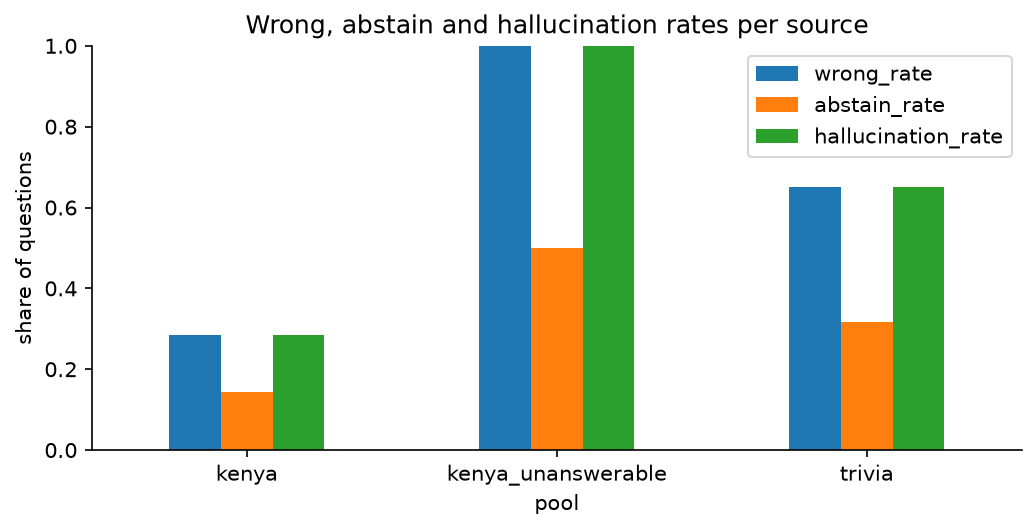 Wrong, abstain and hallucination rates per source
wrong_rate
abstain_rate
hallucination_rate
share of questions
1.0
0.8
0.6
0.4
0.2
0.0
kenya
kenya_unanswerable
trivia
pool